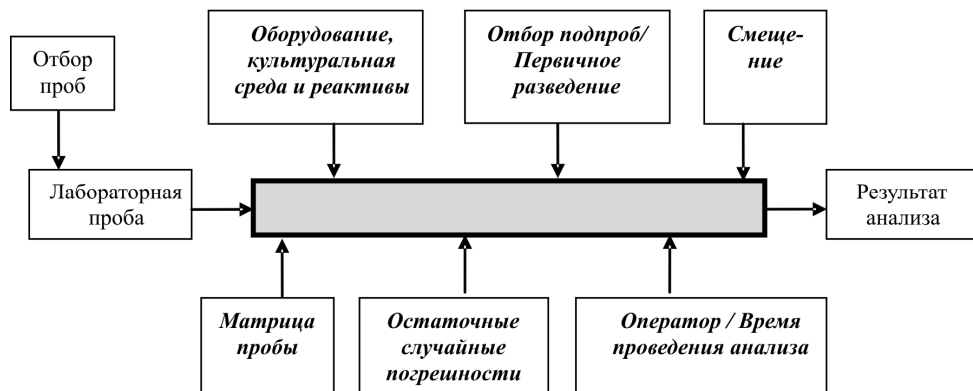 Отбор
проб
Оборудование,
культуральная
среда и реактивы
Отбор подпроб/
Первичное
разведение
Смеще-
ние
Лабораторная
проба
Результат
анализа
Матрица
пробы
Остаточные
случайные
погрешности
Оператор / Время
проведения анализа